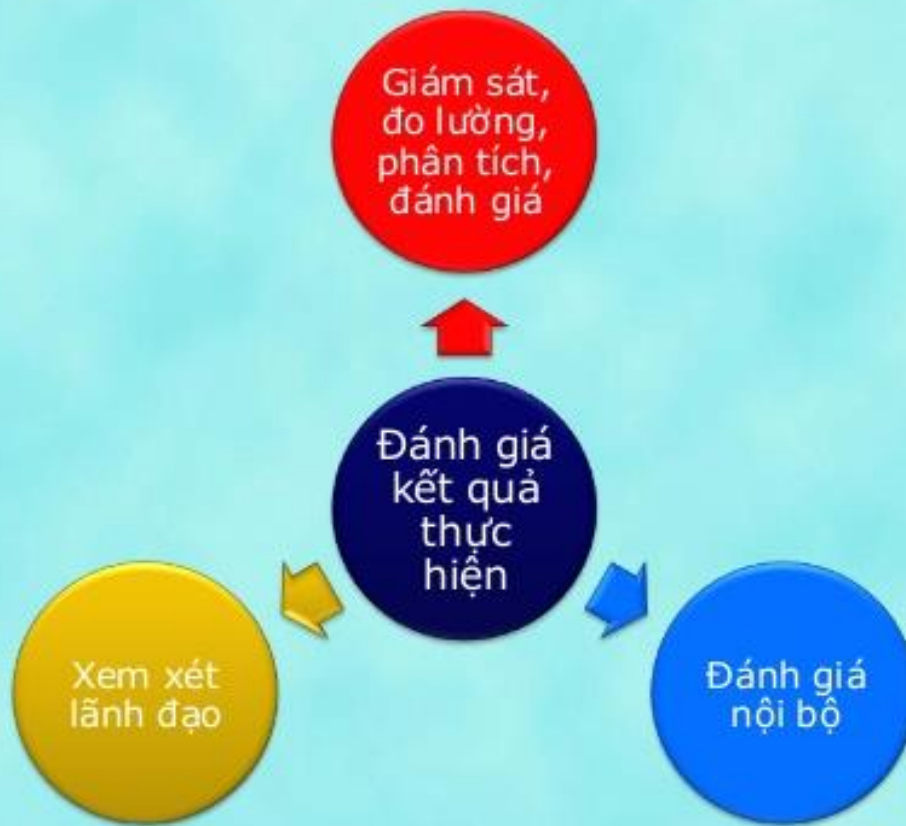 Giám sát,
đo lường,
phân tích,
đánh giá
Đánh giá
kết quả
thực
hiện
Xem xét
lãnh đạo
Đánh giá
nội bộ